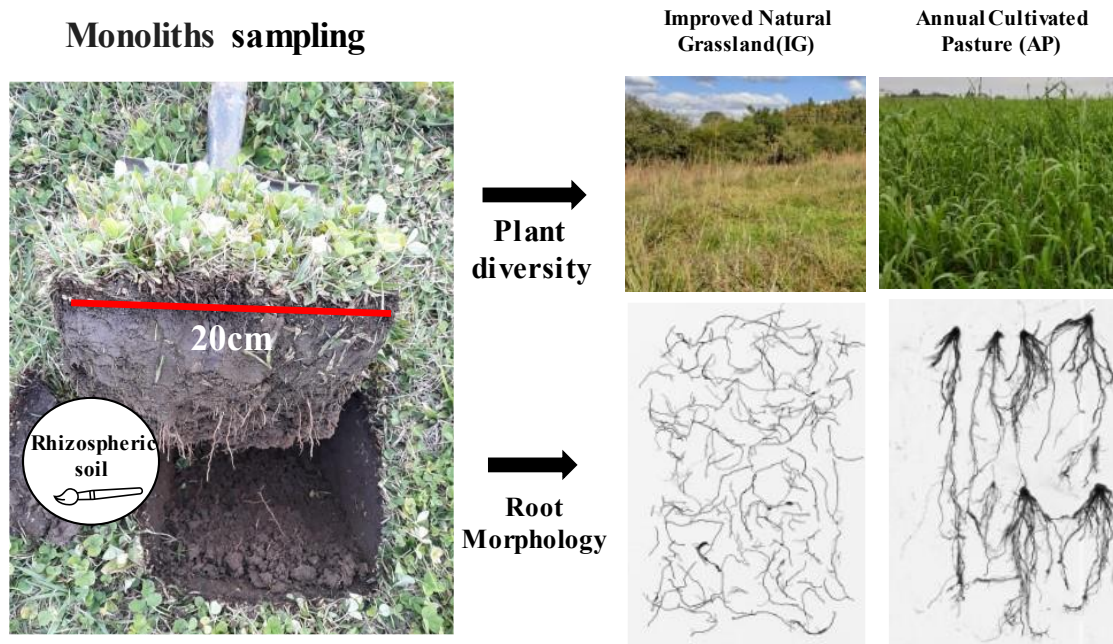 Monoliths sampling
20cm
Rhizospheric
soil
Plant
diversity
Root
Morphology
Improved Natural
Grassland(IG)
Annual Cultivated
Pasture (AP)